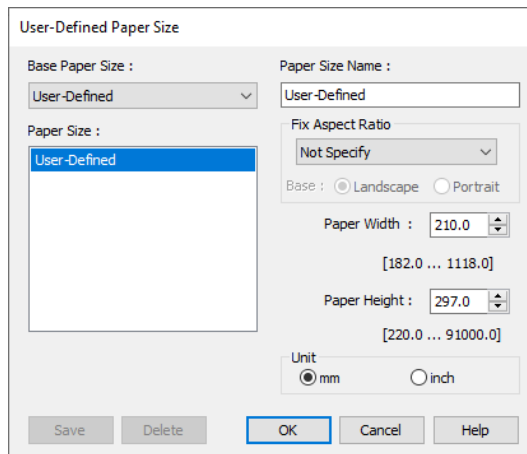 User-Defined Paper Size
Base Paper Size :
User-Defined
Paper Size :
User-Defined
Paper Size Name :
User-Defined
Fix Aspect Ratio
Not Specify
Base : Landscape Portrait
Paper Width : 210.0
[182.0 ... 1118.0]
Paper Height : 297.0
[220.0 ... 91000.0]
Unit
mm inch
Save Delete OK Cancel Help